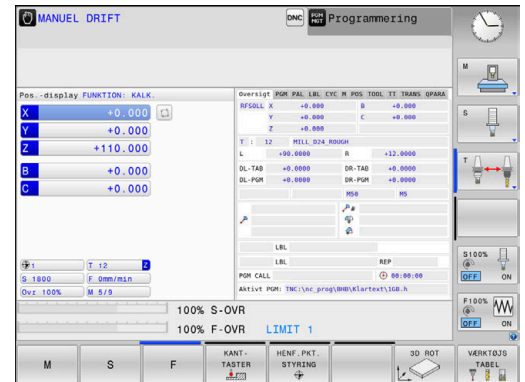 MANUEL DRIFT
DNC PGM MDT Programmering
Pos.-display FUNKTION: KALK.
X +0.000
Y +0.000
Z +110.000
B +0.000
C +0.000
1 T 12 Z
S 1800 F 0mm/min
Ovr 100% M 5/9
Oversigt PGM PAL LBL CYC M POS TOOL TT TRANS QPARA
RFSOLL X +0.000 B +0.000
Y +0.000 C +0.000
Z +0.000
T : 12 MILL_D24_ROUGH
L +90.0000 R +12.0000
DL-TAB +0.0000 DR-TAB +0.0000
DL-PGM +0.0000 DR-PGM +0.0000
M50 M5
P
LBL
LBL REP
PGM CALL 00:00:00
Aktivt PGM: TNC:\nc_prog\BHB\Klartext\1GB.h
100% S-OVR
100% F-OVR LIMIT 1
M
S
F
KANT-
TASTER
HENF.PKT.
STYRING
3D ROT
VÆRKTØJS
TABEL
M
S
T
S100%
OFF ON
F100%
OFF ON